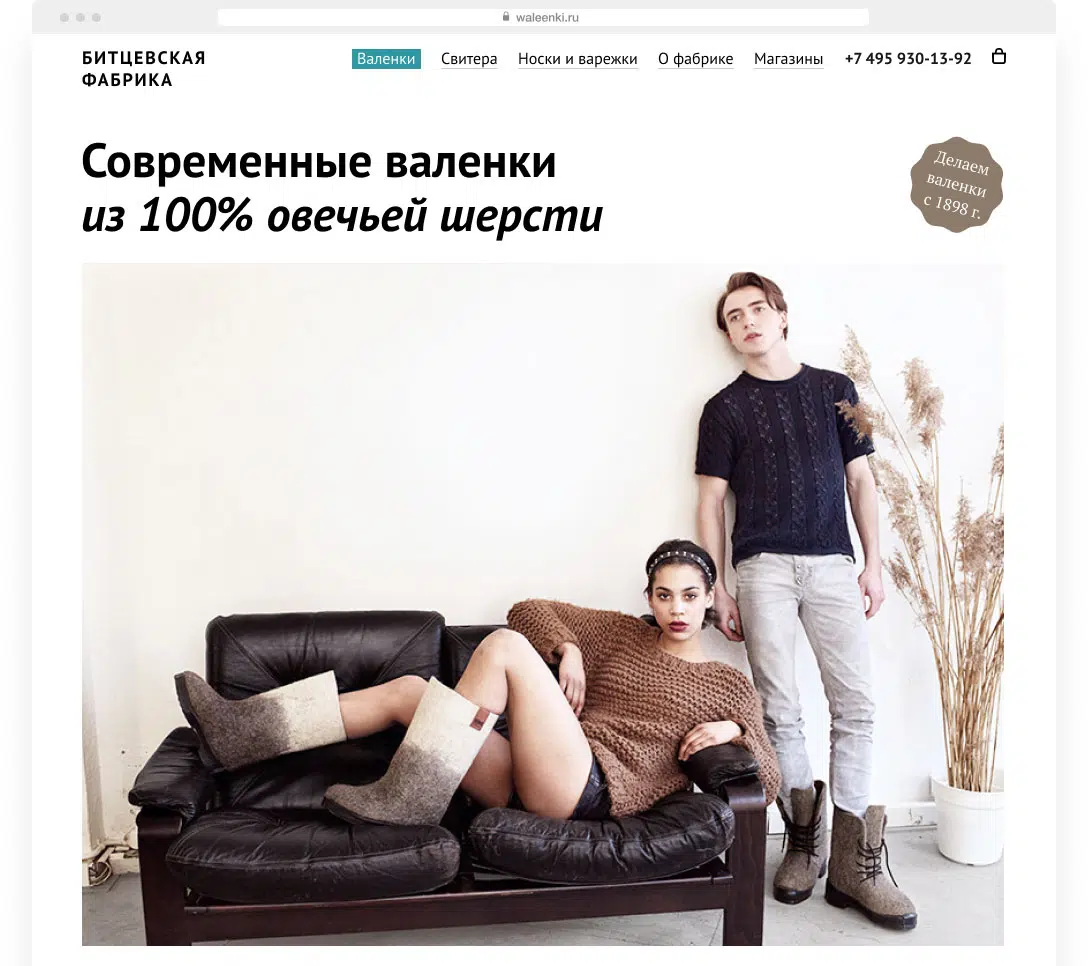 waleenki.ru
БИТЦЕВСКАЯ
ФАБРИКА
Валенки Свитера Носки и варежки О фабрике Магазины +7 495 930-13-92
Современные валенки
из 100% овечьей шерсти
Делаем
валенки
с 1898 г.